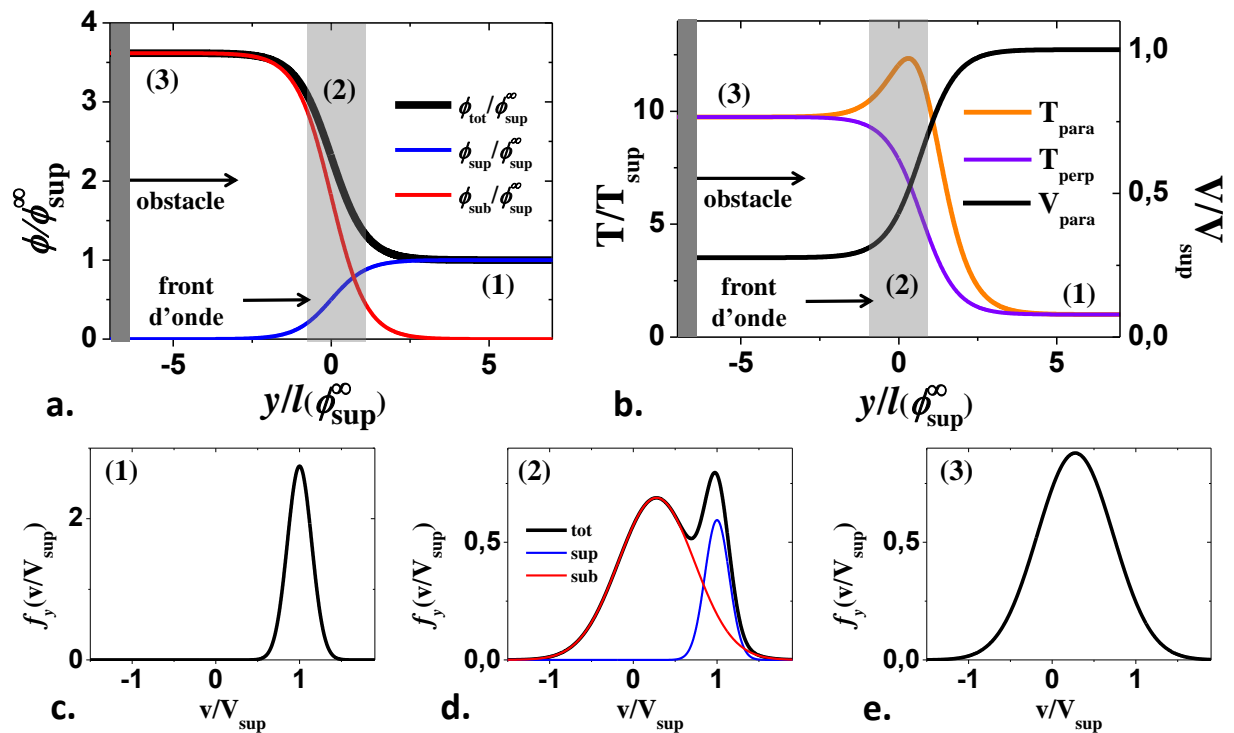 4
3
2
1
0
ϕ/ϕ∞sup
(3)
(2)
(1)
ϕtot/ϕ∞sup
ϕsup/ϕ∞sup
ϕsub/ϕ∞sup
obstacle
front
d'onde
-5
0
5
y/l(ϕ∞sup)
a.
10
5
0
T/Tsup
(3)
(2)
(1)
Tpara
Tperp
Vpara
obstacle
front
d'onde
1,0
0,5
0,0
V/Vsup
-5
0
5
y/l(ϕ∞sup)
b.
(1)
2
0
fy(v/Vsup)
-1
0
1
v/Vsup
c.
(2)
tot
sup
sub
0,5
0,0
fy(v/Vsup)
-1
0
1
v/Vsup
d.
(3)
0,5
0,0
fy(v/Vsup)
-1
0
1
v/Vsup
e.